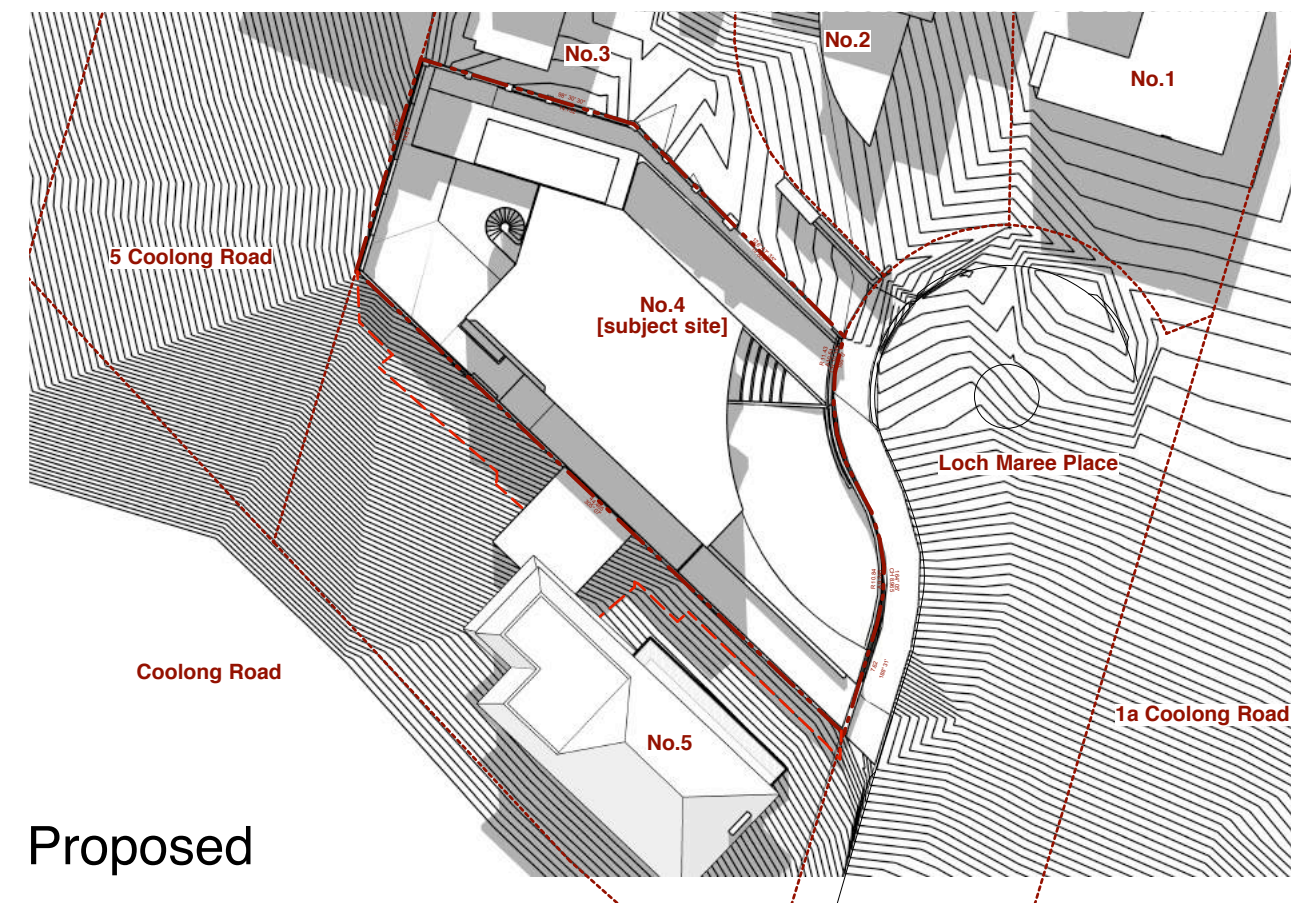 No.3
No.2
No.1
5 Coolong Road
No.4
[subject site]
Loch Maree Place
Coolong Road
1a Coolong Road
No.5
Proposed